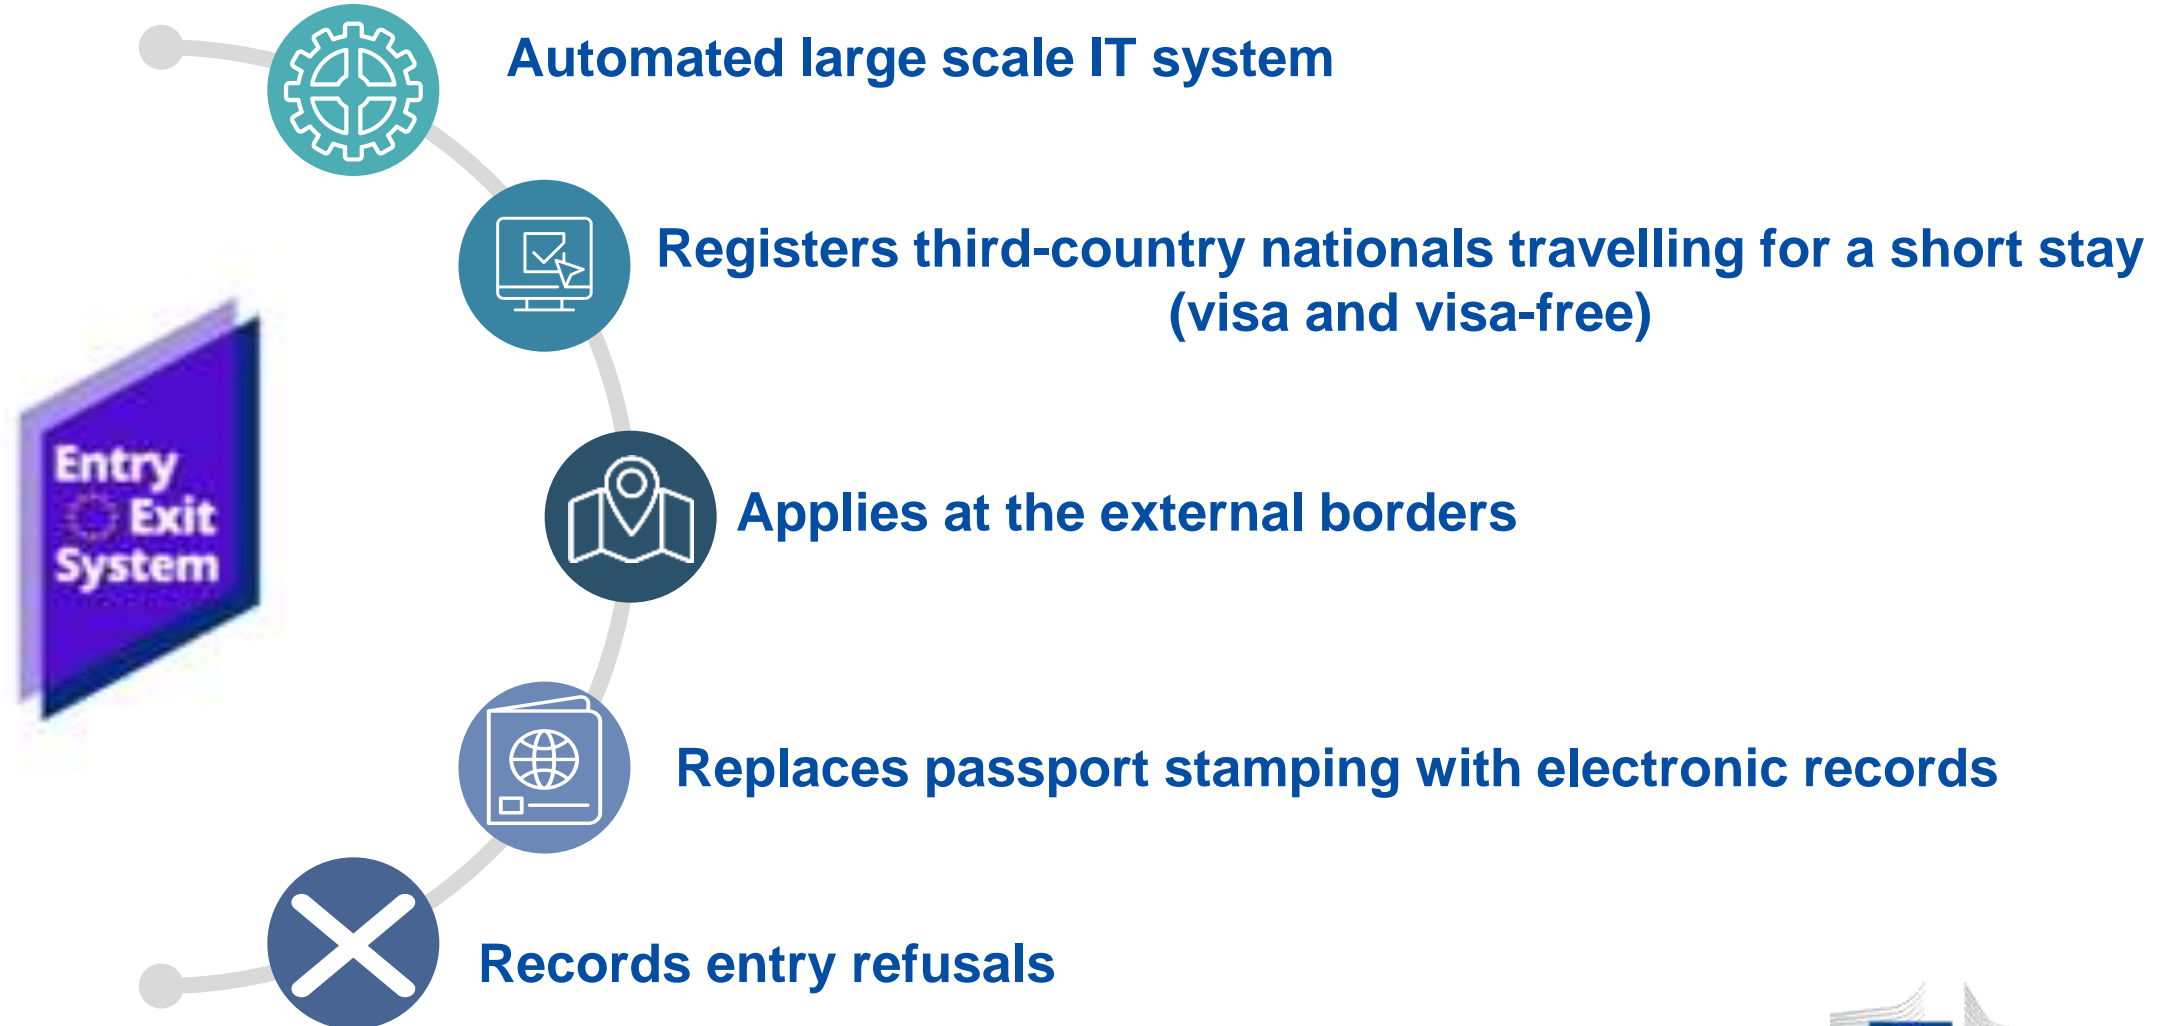 Automated large scale IT system
Registers third-country nationals travelling for a short stay
(visa and visa-free)
Entry
Exit
System
Applies at the external borders
Replaces passport stamping with electronic records
Records entry refusals